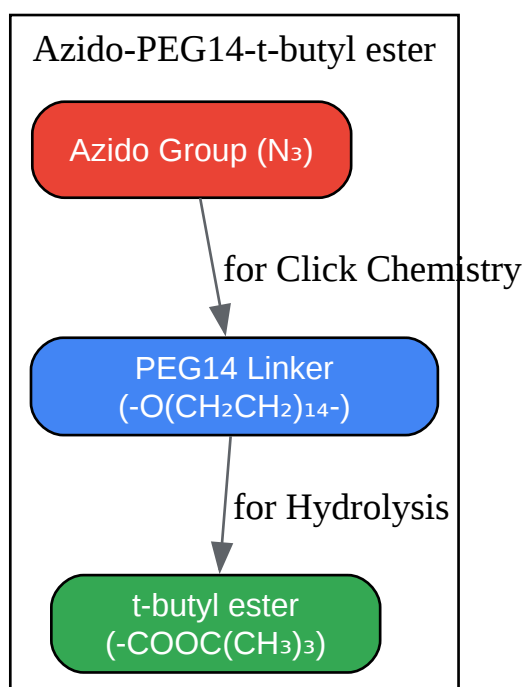 Azido-PEG14-t-butyl ester
Azido Group (N₃)
for Click Chemistry
PEG14 Linker
(-O(CH₂CH₂)₁₄-)
for Hydrolysis
t-butyl ester
(-COOC(CH₃)₃)